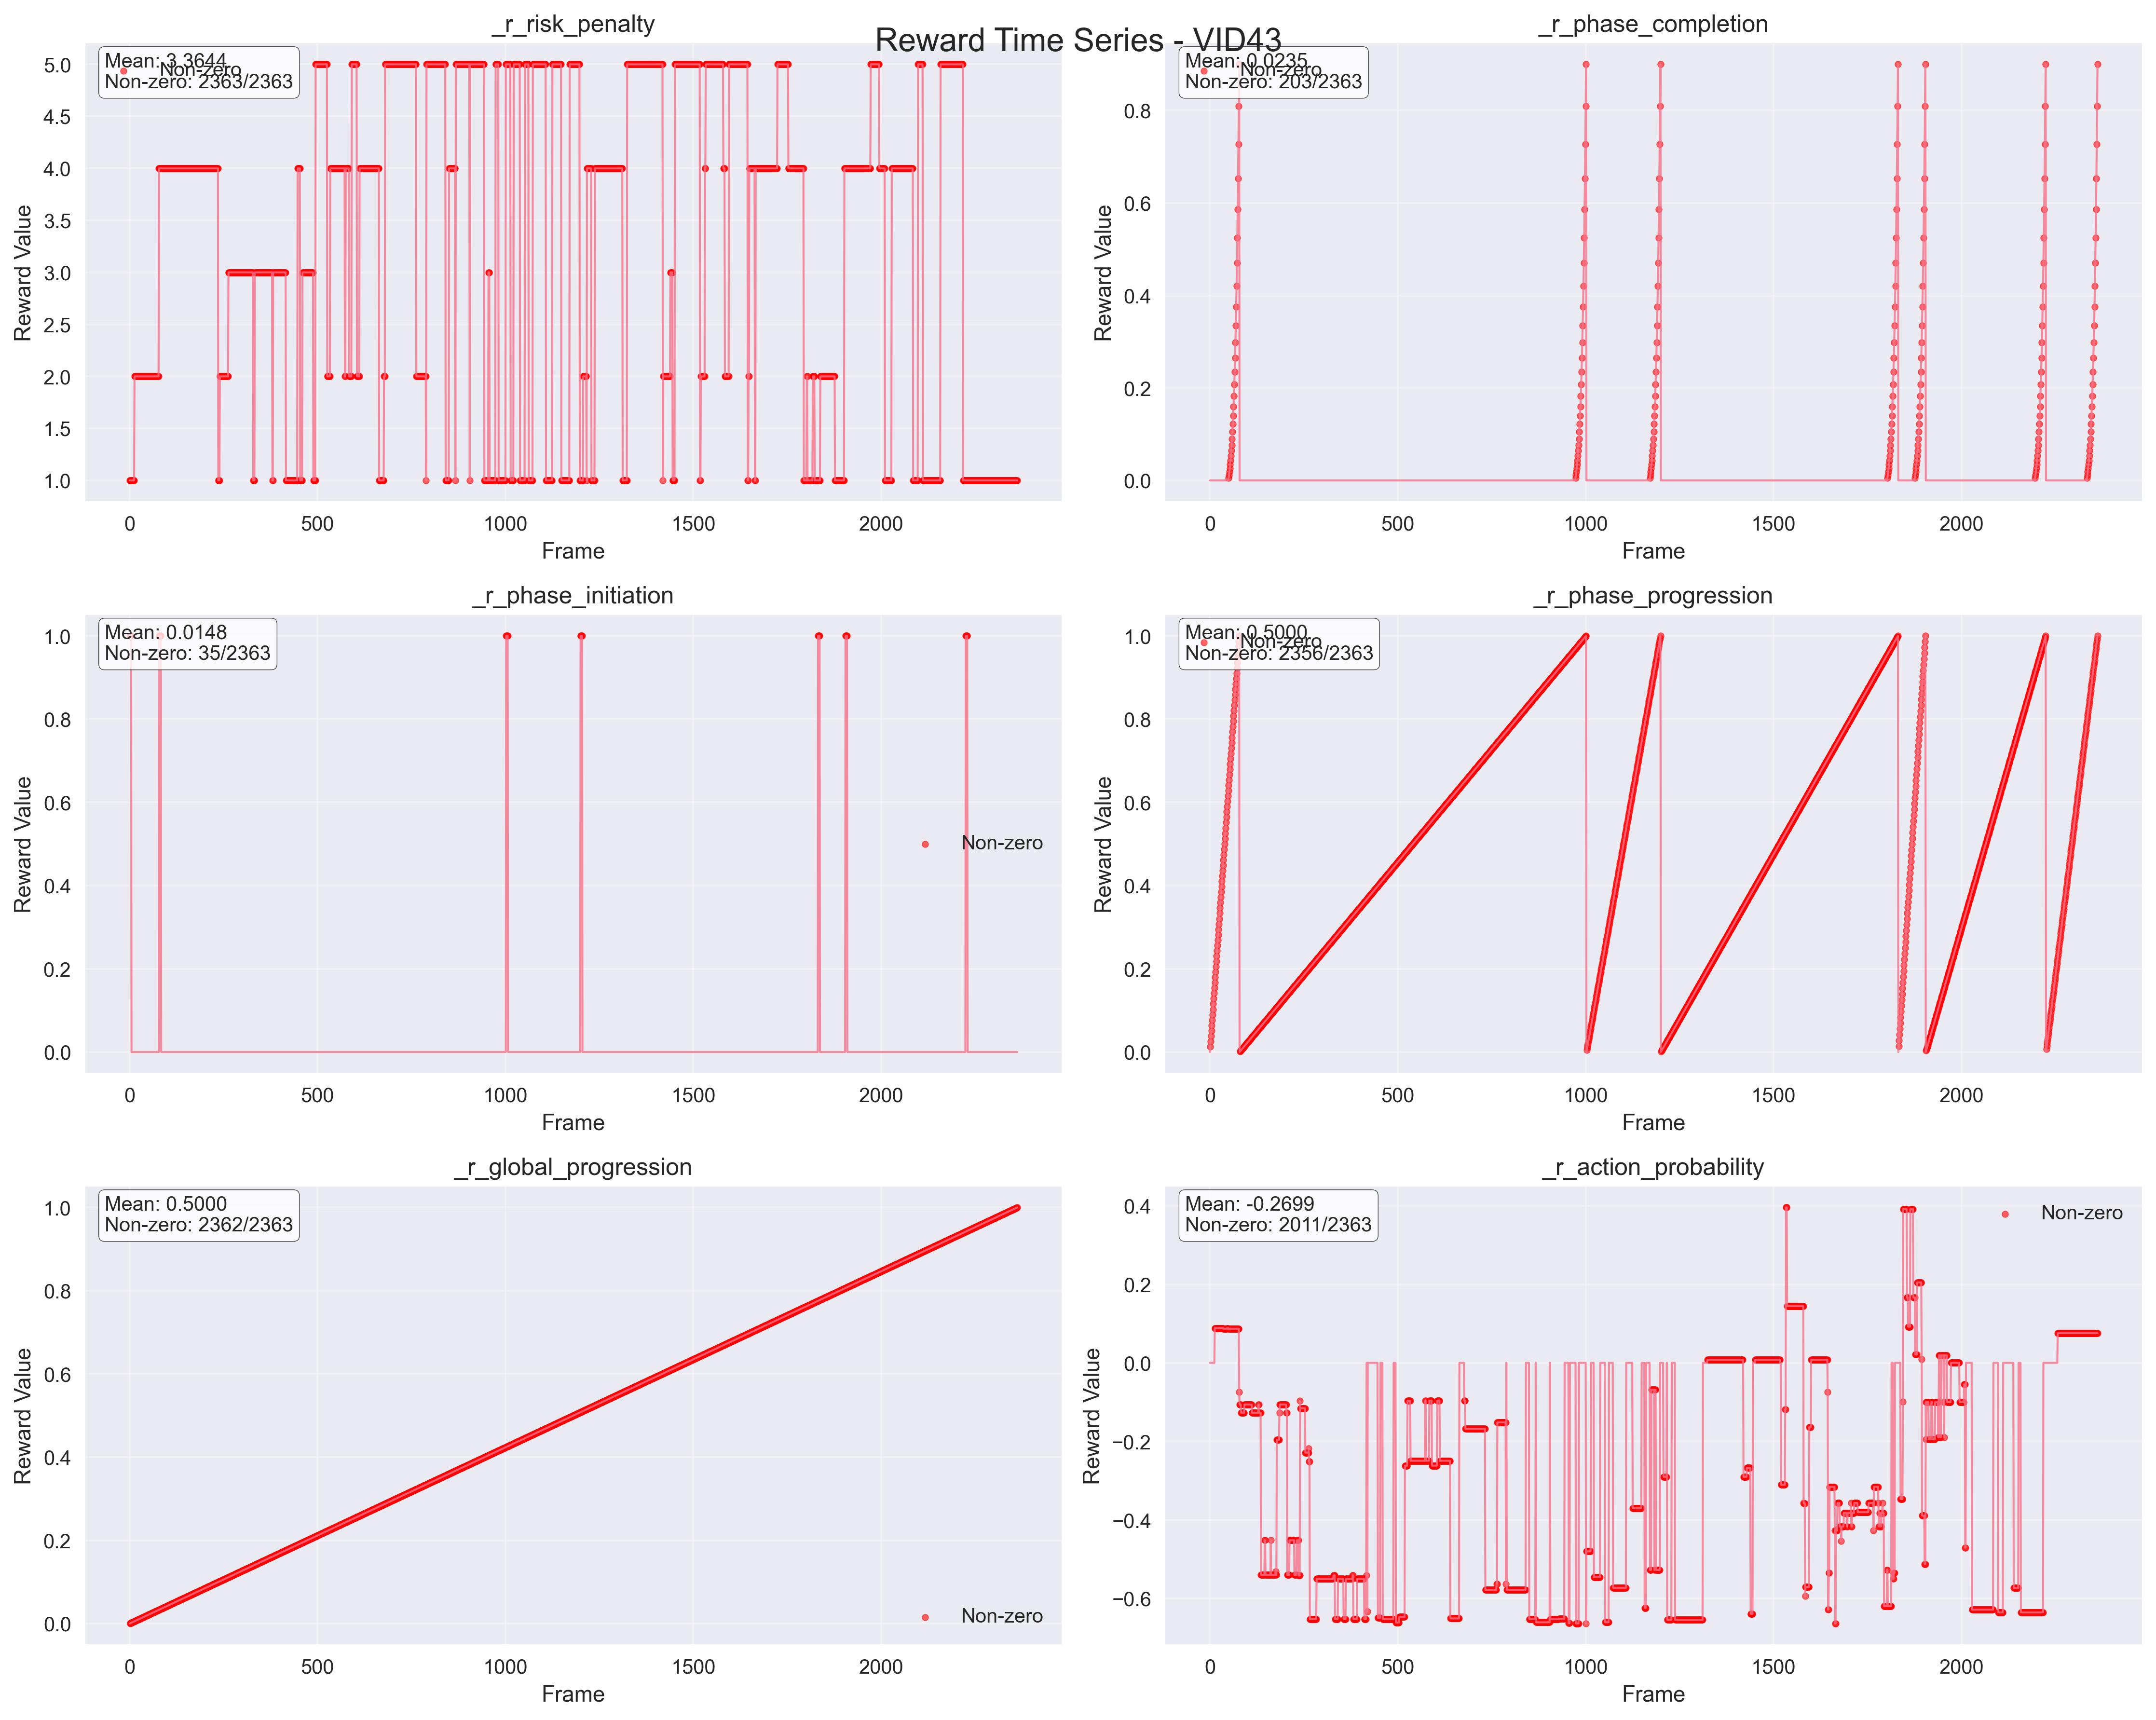 Reward Time Series - VID43
_r_risk_penalty
Mean: 3.3644
Non-zero: 2363/2363
Non-zero
Reward Value
5.0
4.5
4.0
3.5
3.0
2.5
2.0
1.5
1.0
0 500 1000 1500 2000
Frame
_r_phase_completion
Mean: 0.0235
Non-zero: 203/2363
Non-zero
Reward Value
0.8
0.6
0.4
0.2
0.0
0 500 1000 1500 2000
Frame
_r_phase_initiation
Mean: 0.0148
Non-zero: 35/2363
Non-zero
Reward Value
1.0
0.8
0.6
0.4
0.2
0.0
0 500 1000 1500 2000
Frame
_r_phase_progression
Mean: 0.5000
Non-zero: 2356/2363
Non-zero
Reward Value
1.0
0.8
0.6
0.4
0.2
0.0
0 500 1000 1500 2000
Frame
_r_global_progression
Mean: 0.5000
Non-zero: 2362/2363
Non-zero
Reward Value
1.0
0.8
0.6
0.4
0.2
0.0
0 500 1000 1500 2000
Frame
_r_action_probability
Mean: -0.2699
Non-zero: 2011/2363
Non-zero
Reward Value
0.4
0.2
0.0
−0.2
−0.4
−0.6
0 500 1000 1500 2000
Frame